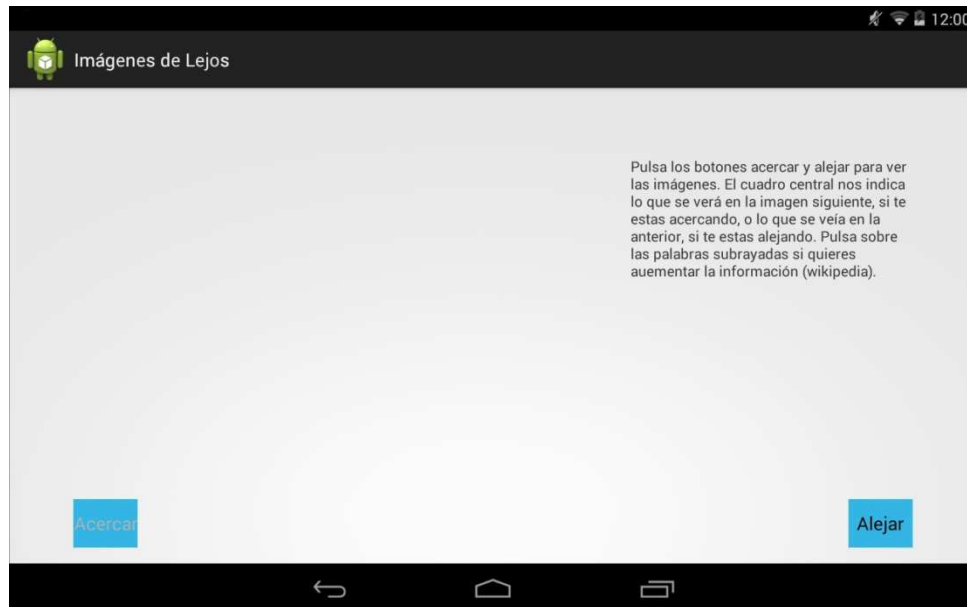 12:00
Imágenes de Lejos
Pulsa los botones acercar y alejar para ver
las imágenes. El cuadro central nos indica
lo que se verá en la imagen siguiente, si te
estas acercando, o lo que se veía en la
anterior, si te estas alejando. Pulsa sobre
las palabras subrayadas si quieres
auementar la información (wikipedia).
Acercar
Alejar